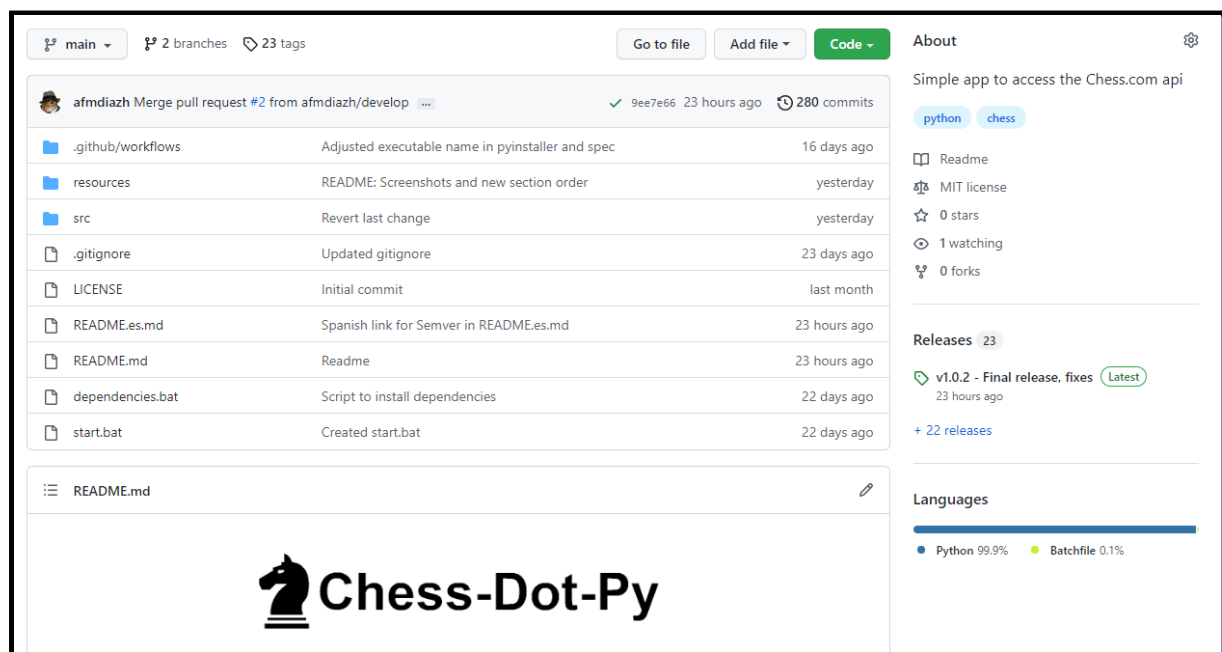 main 2 branches 23 tags Go to file Add file Code
afmdiazh Merge pull request #2 from afmdiazh/develop ... 9ee7e66 23 hours ago 280 commits
.github/workflows Adjusted executable name in pyinstaller and spec 16 days ago
resources README: Screenshots and new section order yesterday
src Revert last change yesterday
.gitignore Updated gitignore 23 days ago
LICENSE Initial commit last month
README.es.md Spanish link for Semver in README.es.md 23 hours ago
README.md Readme 23 hours ago
dependencies.bat Script to install dependencies 22 days ago
start.bat Created start.bat 22 days ago
README.md
Chess-Dot-Py
About
Simple app to access the Chess.com api
python chess
Readme
MIT license
0 stars
1 watching
0 forks
Releases 23
v1.0.2 - Final release, fixes Latest
23 hours ago
+ 22 releases
Languages
Python 99.9% Batchfile 0.1%